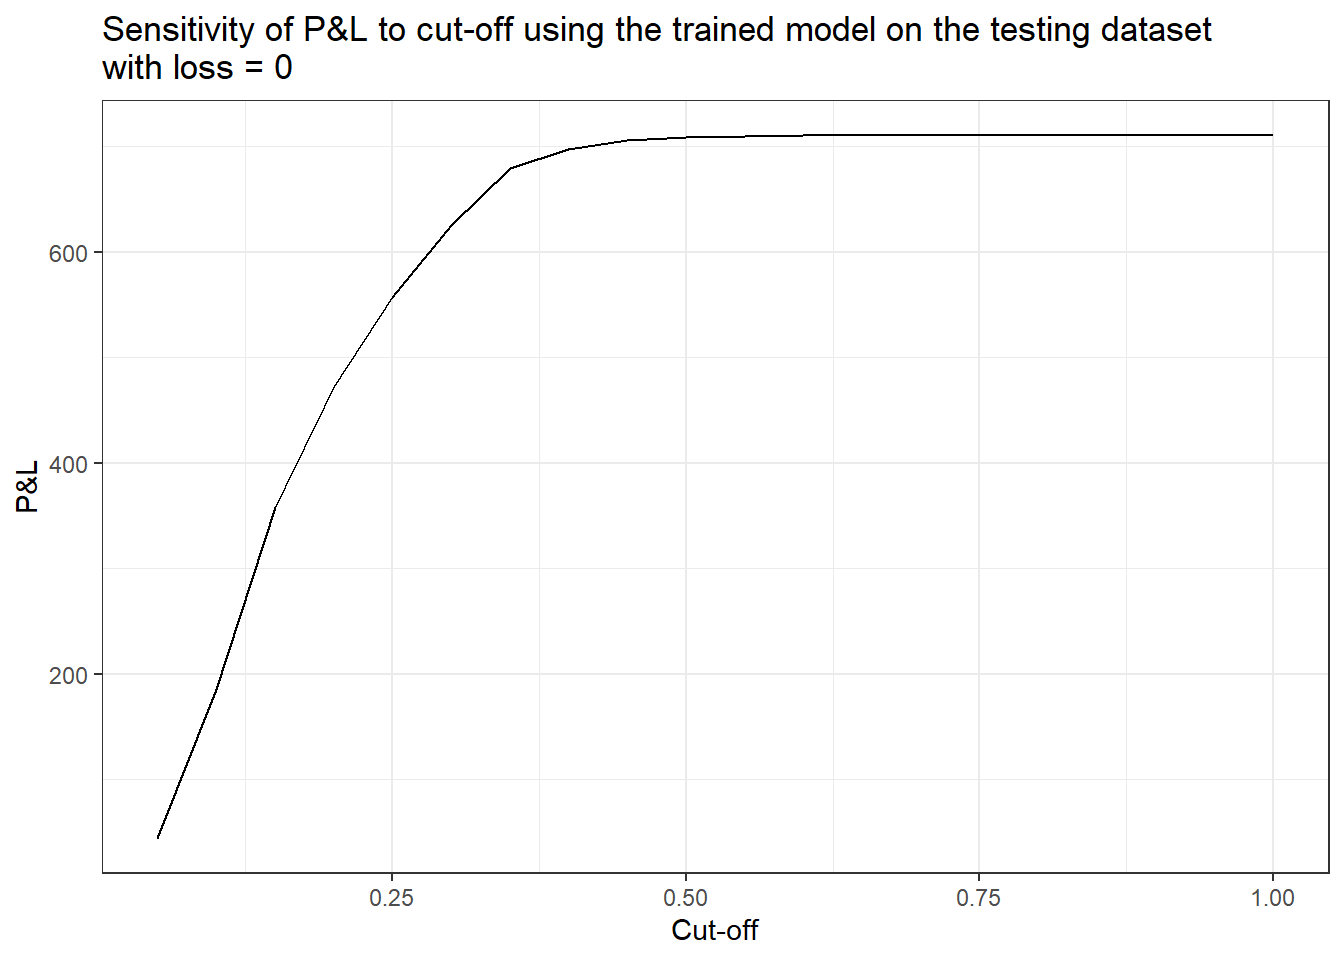 Sensitivity of P&L to cut-off using the trained model on the testing dataset
with loss = 0
600
400
200
P&L
0.25
0.50
0.75
1.00
Cut-off